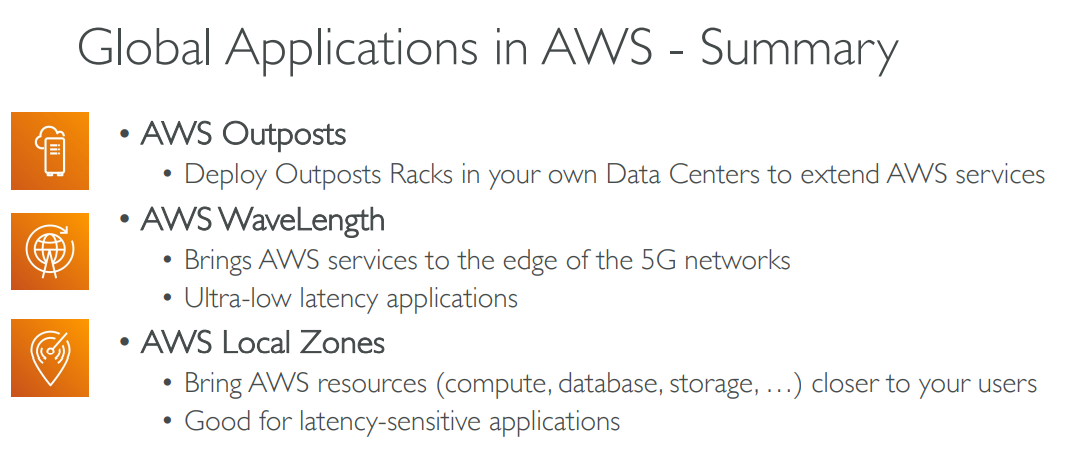 Global Applications in AWS - Summary
• AWS Outposts
• Deploy Outposts Racks in your own Data Centers to extend AWS services
• AWS WaveLength
• Brings AWS services to the edge of the 5G networks
• Ultra-low latency applications
• AWS Local Zones
• Bring AWS resources (compute, database, storage, …) closer to your users
• Good for latency-sensitive applications